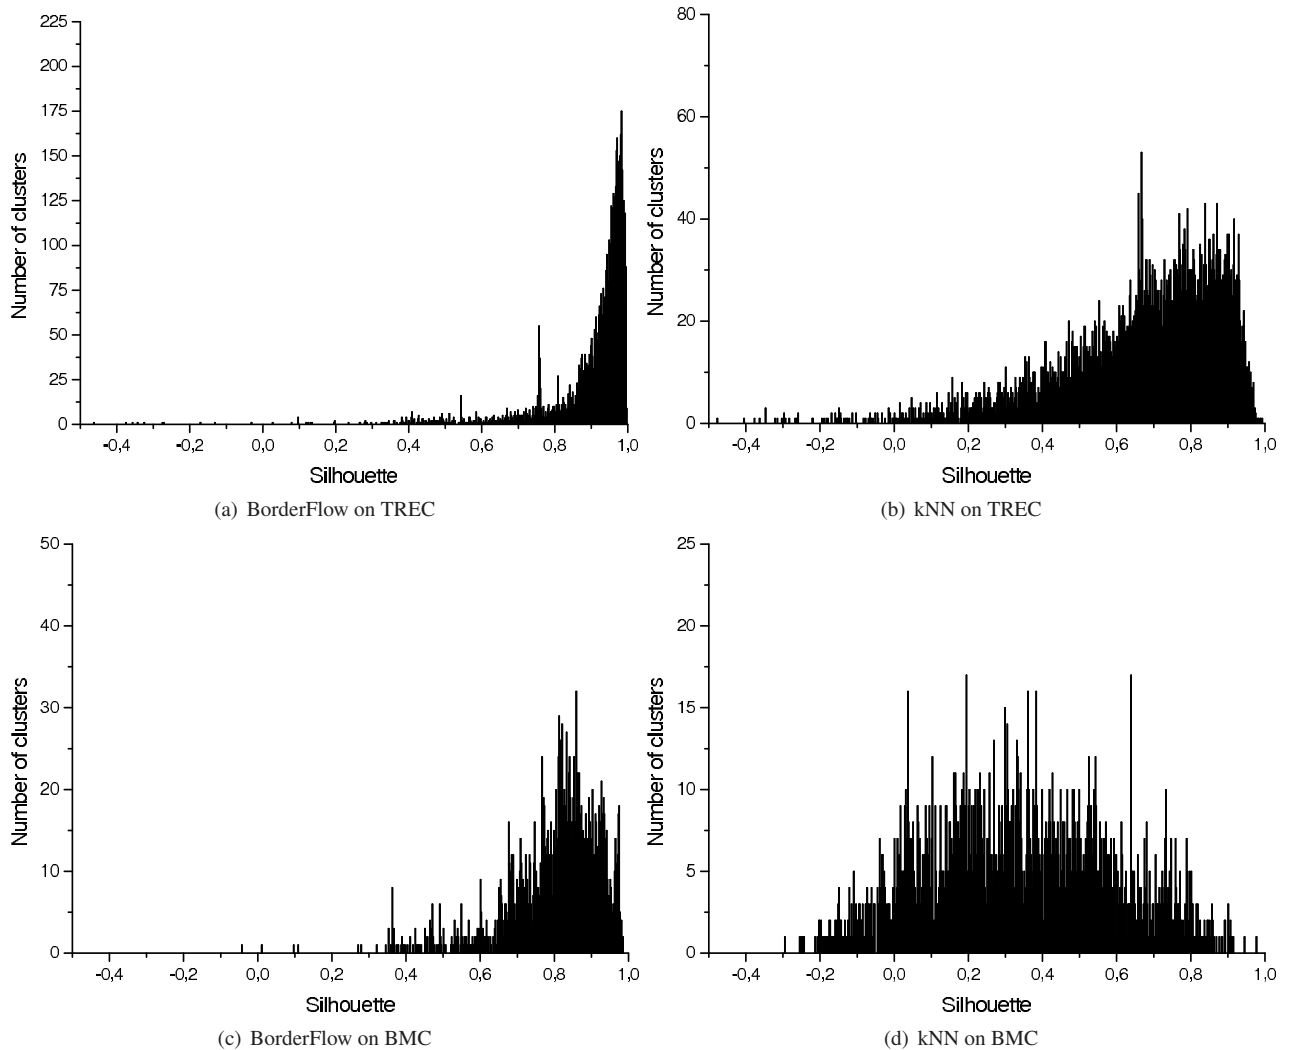 225
200
175
150
125
100
75
50
25
0
Number of clusters
-0,4 -0,2 0,0 0,2 0,4 0,6 0,8 1,0
Silhouette
(a) BorderFlow on TREC
80
60
40
20
0
Number of clusters
-0,4 -0,2 0,0 0,2 0,4 0,6 0,8 1,0
Silhouette
(b) kNN on TREC
50
40
30
20
10
0
Number of clusters
-0,4 -0,2 0,0 0,2 0,4 0,6 0,8 1,0
Silhouette
(c) BorderFlow on BMC
25
20
15
10
5
0
Number of clusters
-0,4 -0,2 0,0 0,2 0,4 0,6 0,8 1,0
Silhouette
(d) kNN on BMC